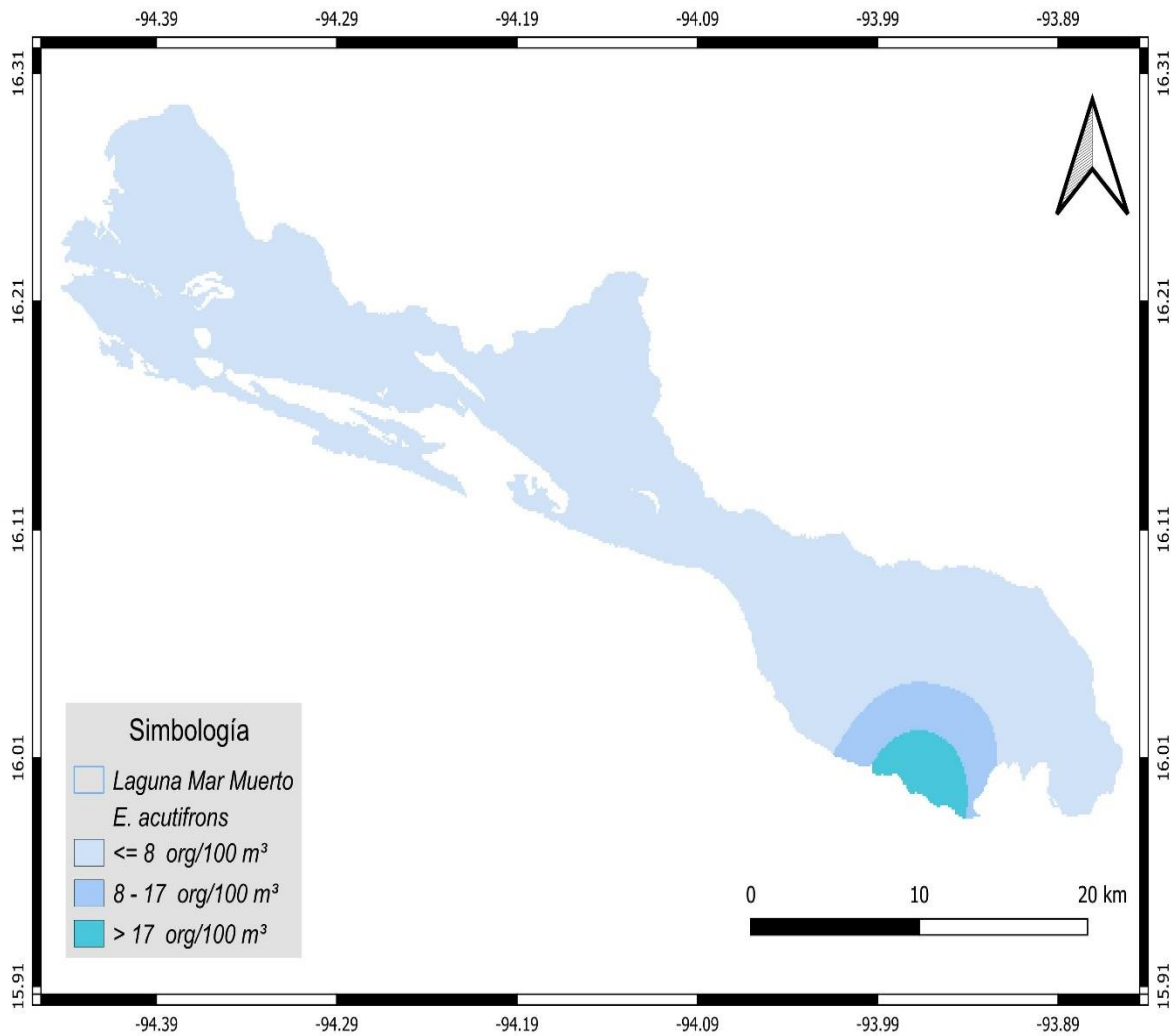 -94.39 -94.29 -94.19 -94.09 -93.99 -93.89
16.31 16.31
16.21 16.21
16.11 16.11
16.01 16.01
15.91 15.91
Simbología
Laguna Mar Muerto
E. acutifrons
<= 8 org/100 m³
8 - 17 org/100 m³
> 17 org/100 m³
0 10 20 km
-94.39 -94.29 -94.19 -94.09 -93.99 -93.89